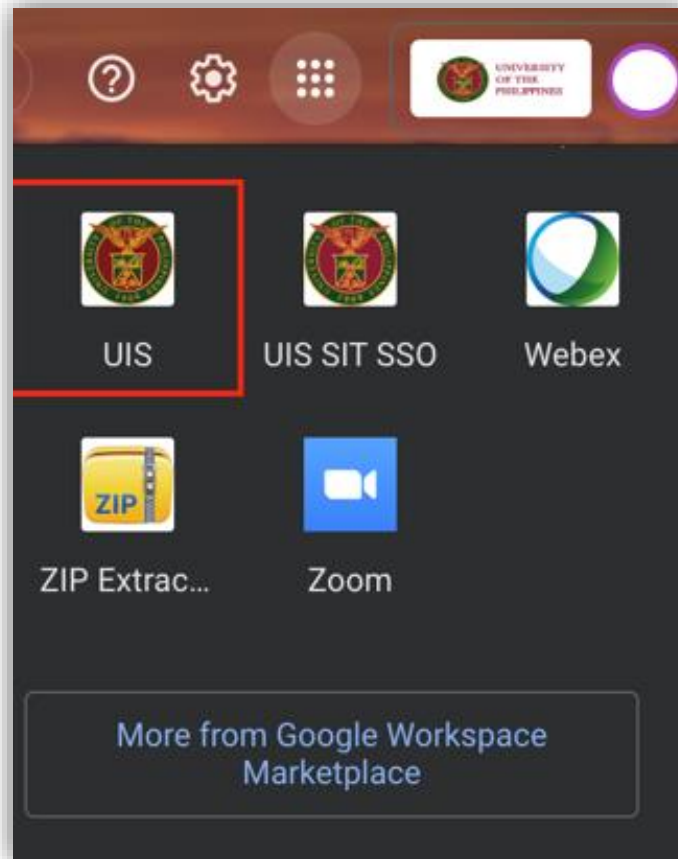 UNIVERSITY
OF THE
PHILIPPINES
UIS
UIS SIT SSO
Webex
ZIP
ZIP Extrac...
Zoom
More from Google Workspace
Marketplace